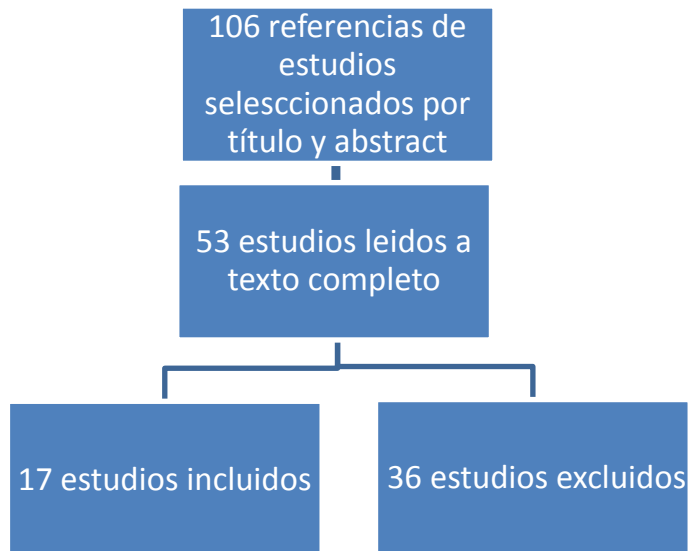 106 referencias de
estudios
selesccionados por
título y abstract
53 estudios leidos a
texto completo
17 estudios incluidos
36 estudios excluidos